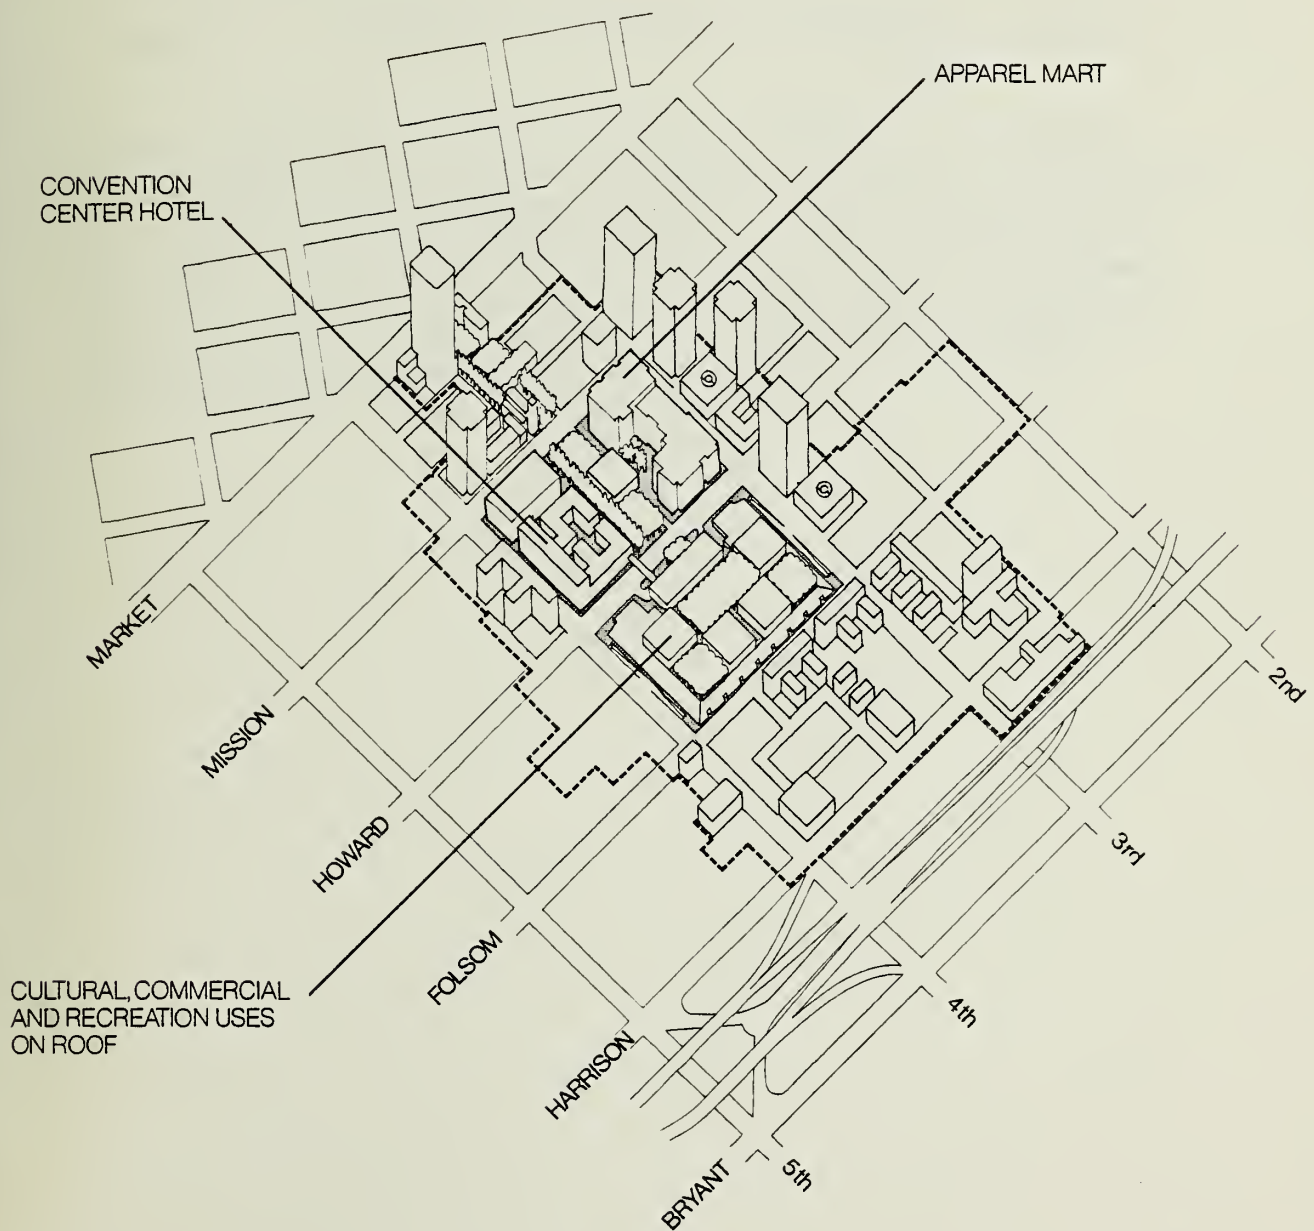 APPAREL MART
CONVENTION
CENTER HOTEL
MARKET
MISSION
HOWARD
FOLSOM
HARRISON
BRYANT
2nd
3rd
4th
5th
CULTURAL, COMMERCIAL
AND RECREATION USES
ON ROOF